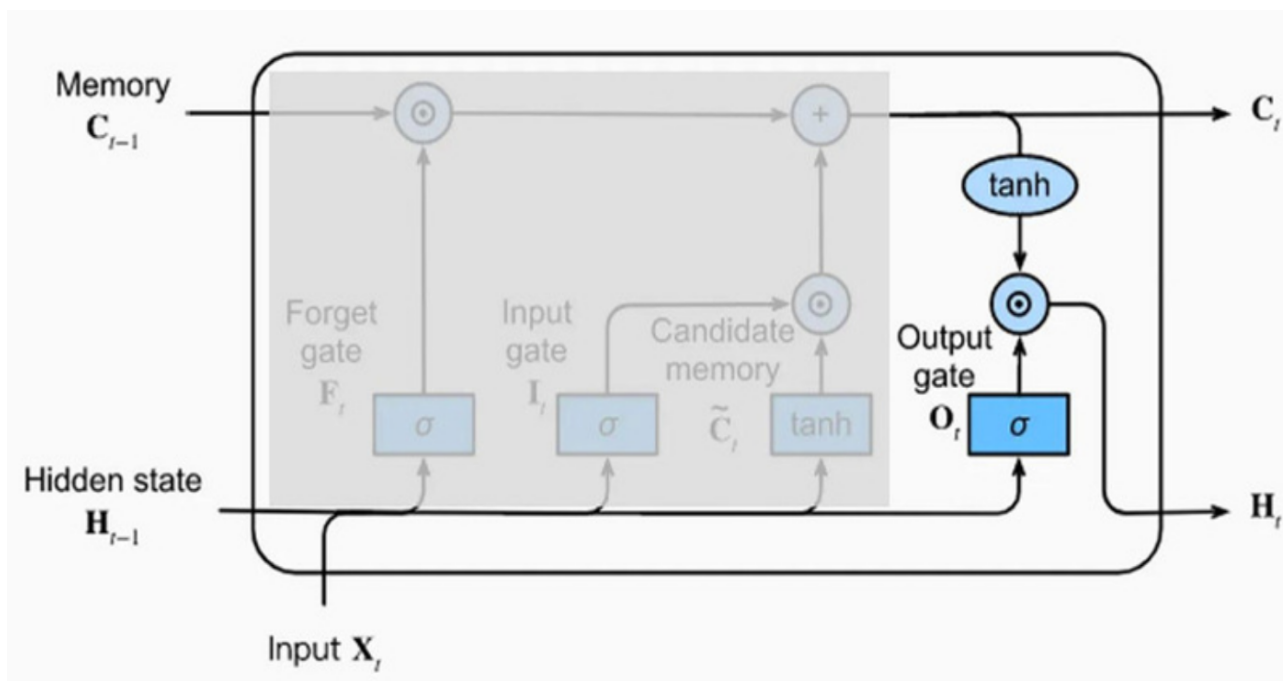 Memory
C_{t-1}
C_t
tanh
Forget
gate
F_t
Input
gate
I_t
Candidate
memory
C̃_t
Output
gate
O_t
σ
σ
tanh
σ
Hidden state
H_{t-1}
H_t
Input X_t